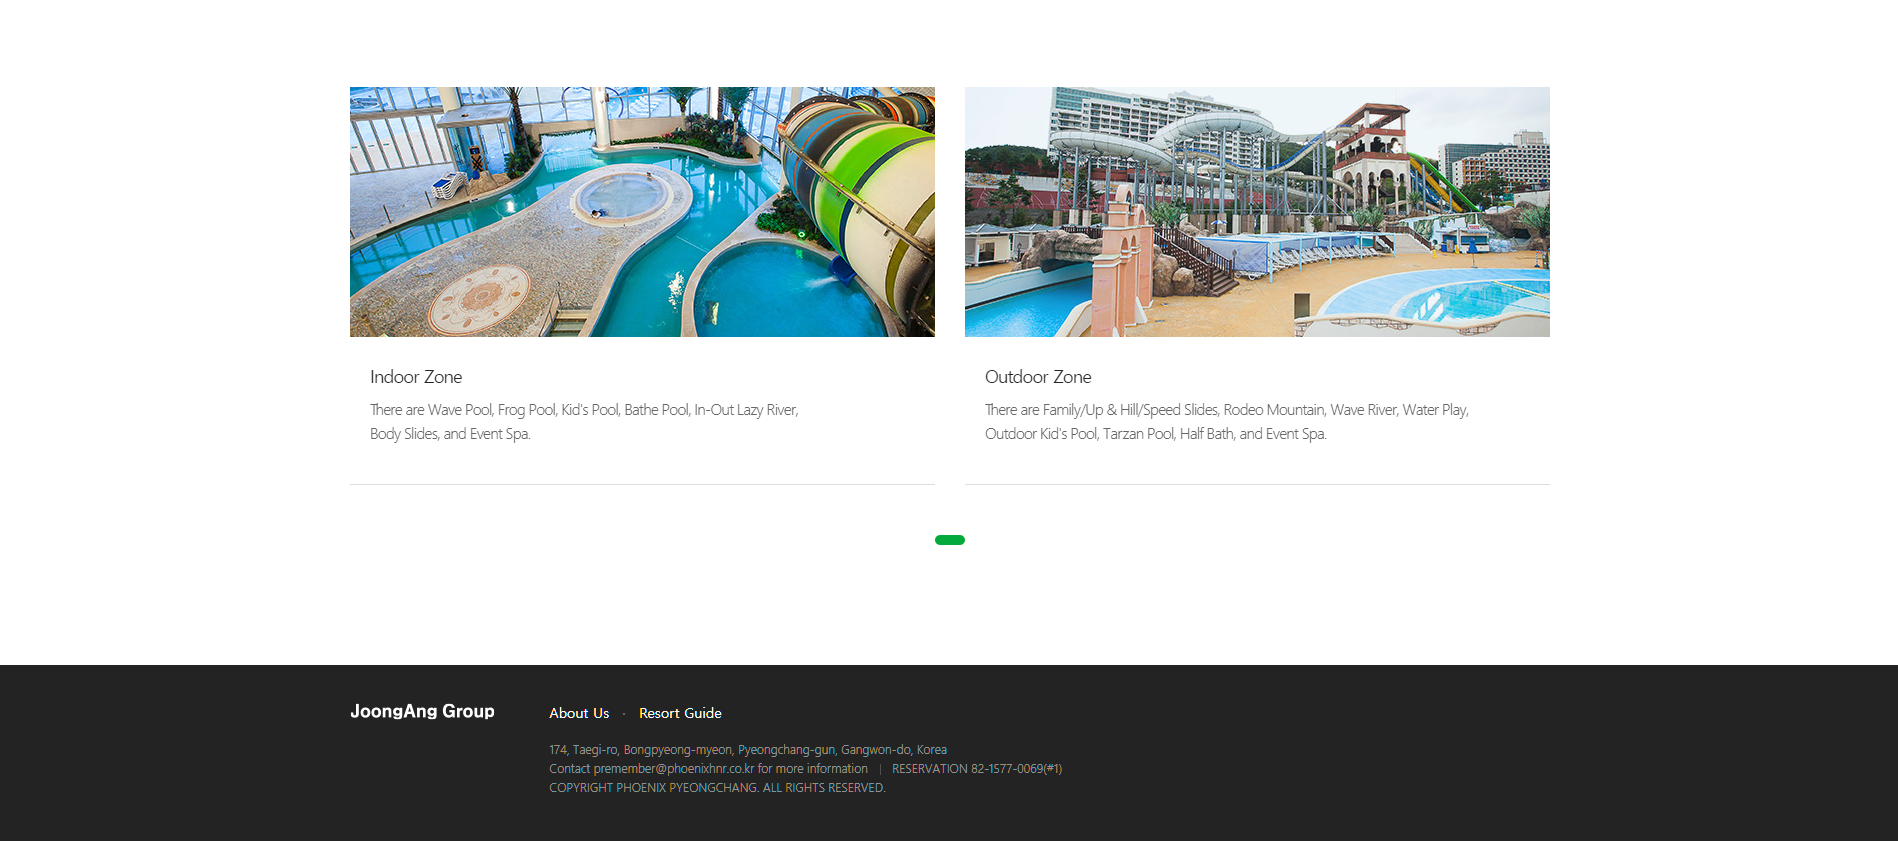 Indoor Zone
There are Wave Pool, Frog Pool, Kid's Pool, Bathe Pool, In-Out Lazy River,
Body Slides, and Event Spa.
Outdoor Zone
There are Family/Up & Hill/Speed Slides, Rodeo Mountain, Wave River, Water Play,
Outdoor Kid's Pool, Tarzan Pool, Half Bath, and Event Spa.
JoongAng Group
About Us · Resort Guide
174, Taegi-ro, Bongpyeong-myeon, Pyeongchang-gun, Gangwon-do, Korea
Contact premember@phoenixhnr.co.kr for more information | RESERVATION 82-1577-0069(#1)
COPYRIGHT PHOENIX PYEONGCHANG. ALL RIGHTS RESERVED.